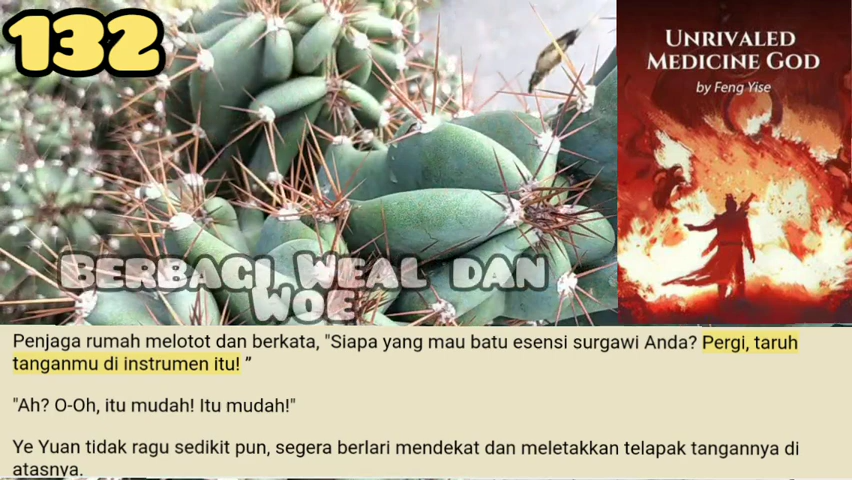 132
UNRIVALED
MEDICINE GOD
by Feng Yise
BERBAGI WEAL DAN
WOE
Penjaga rumah melotot dan berkata, "Siapa yang mau batu esensi surgawi Anda? Pergi, taruh
tanganmu di instrumen itu! ”
"Ah? O-Oh, itu mudah! Itu mudah!"
Ye Yuan tidak ragu sedikit pun, segera berlari mendekat dan meletakkan telapak tangannya di
atasnya.